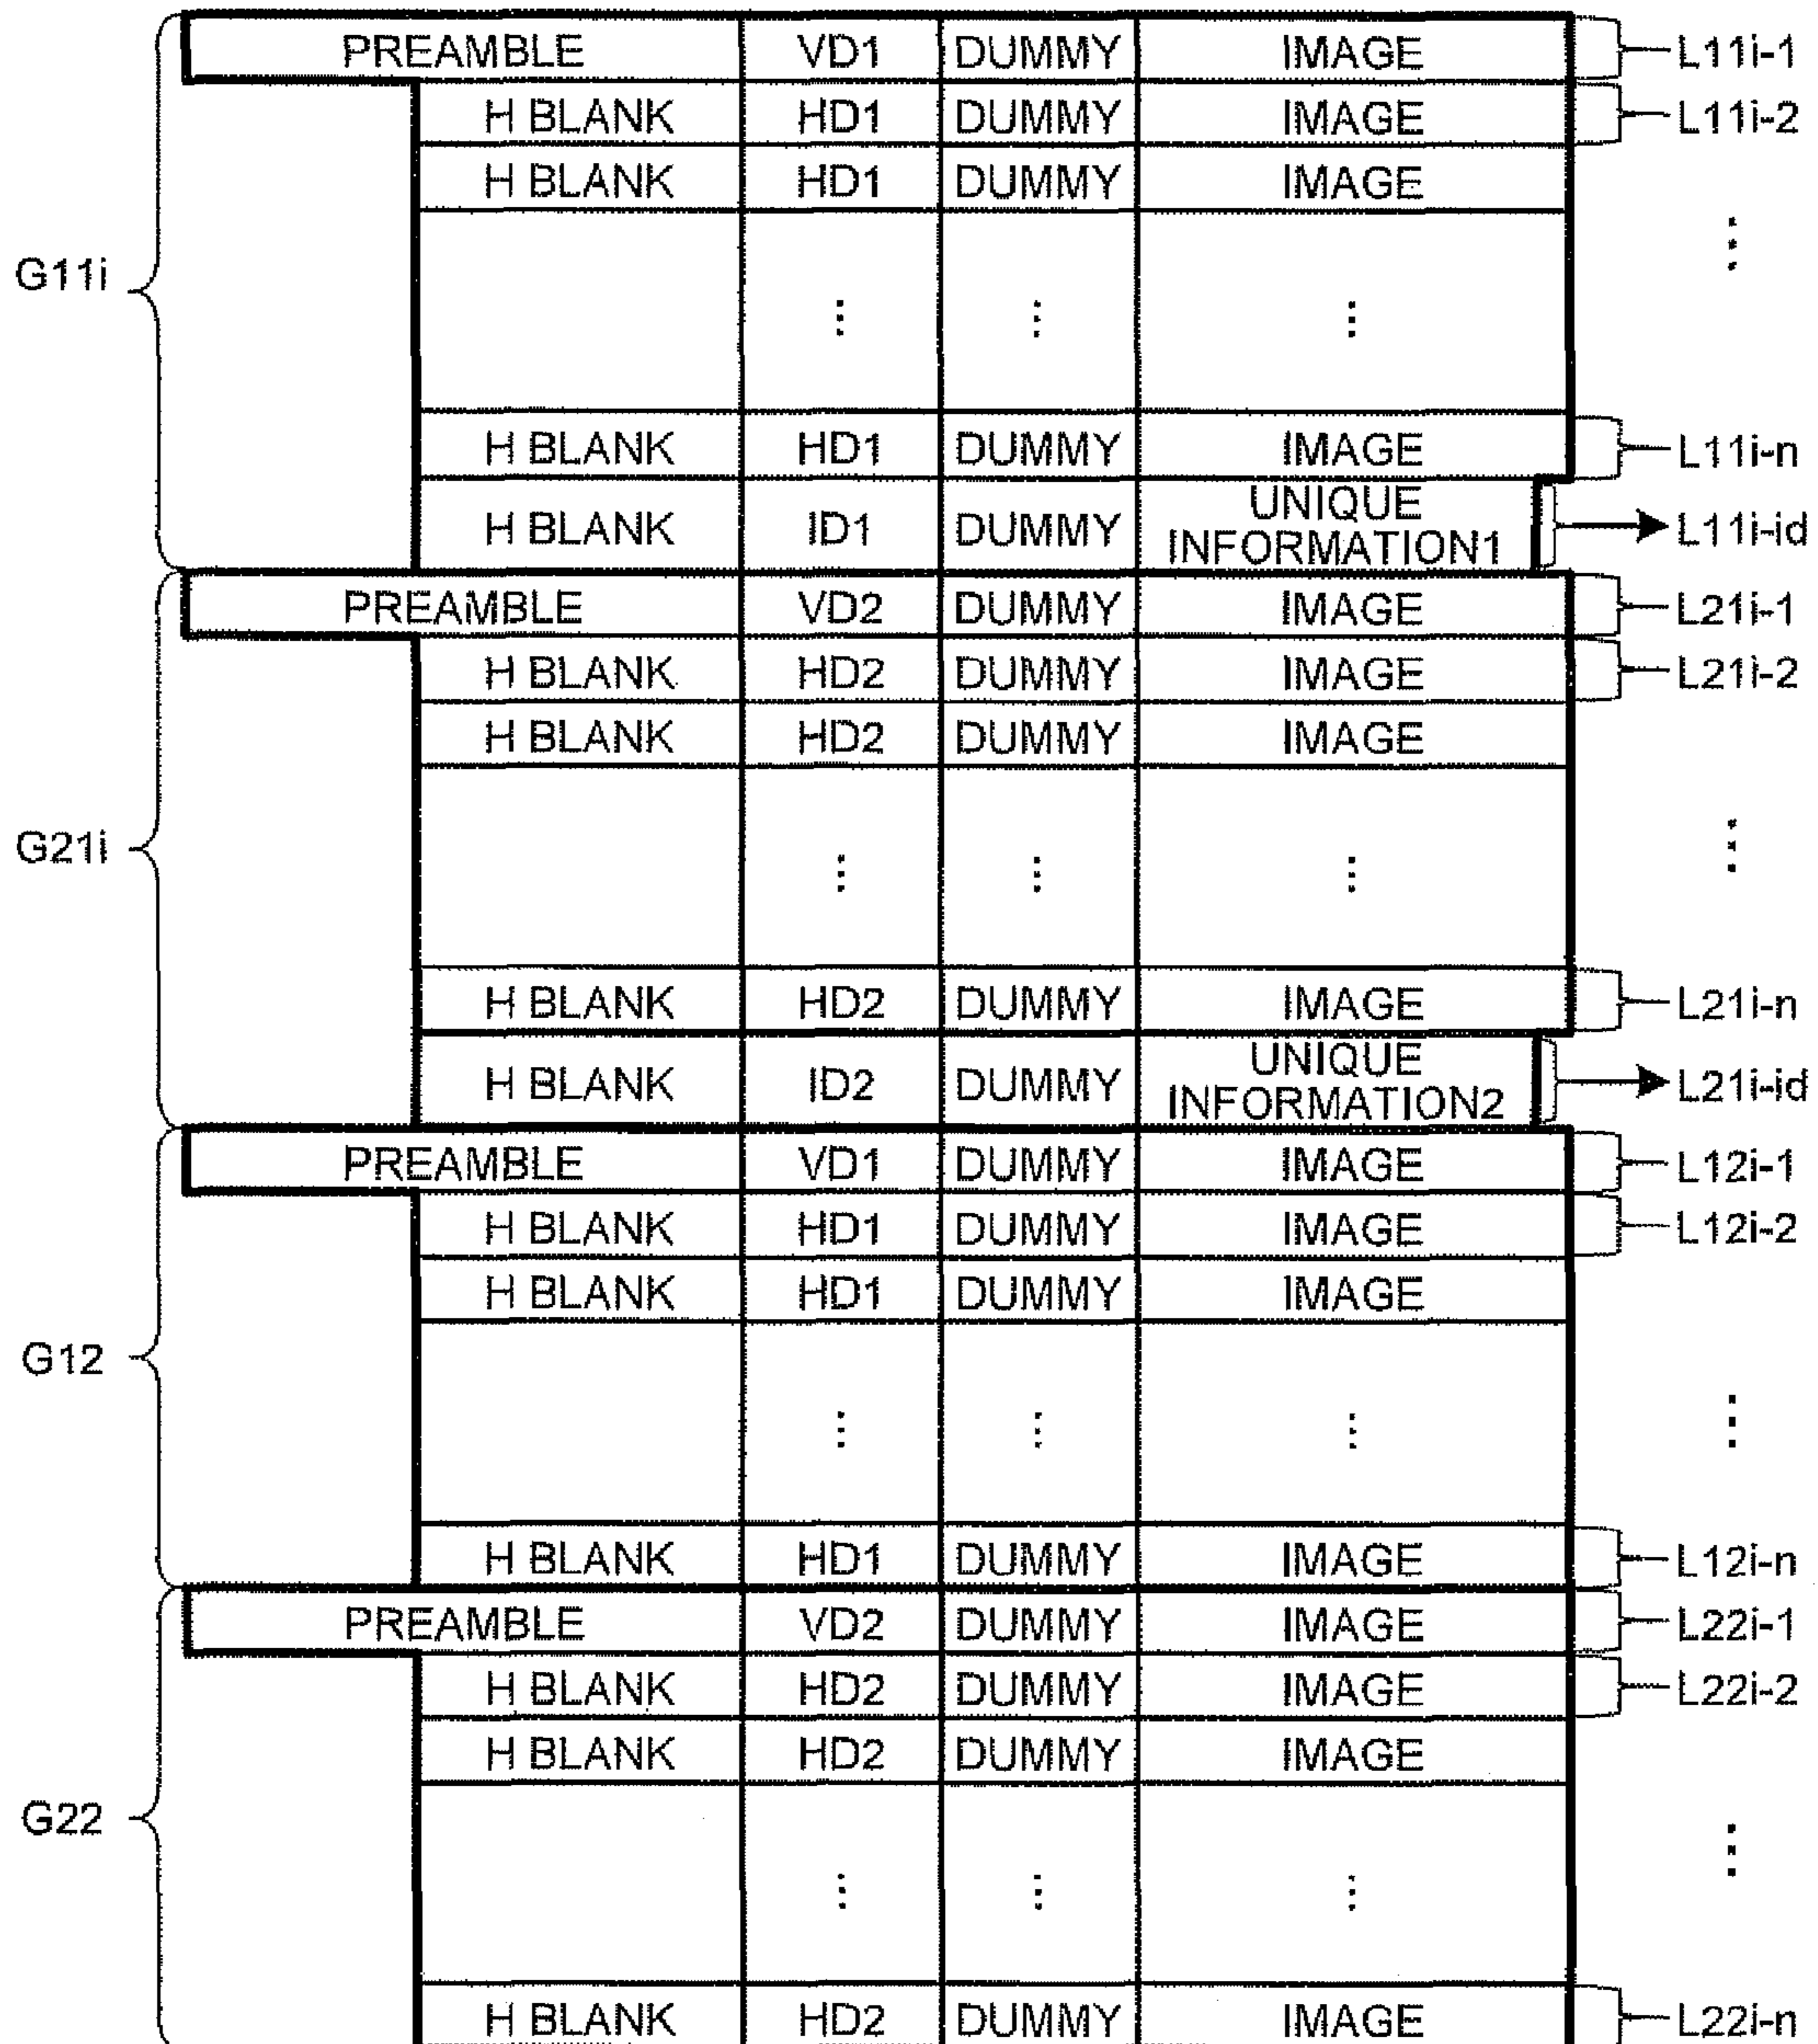 PREAMBLE VD1 DUMMY IMAGE L11i-1
H BLANK HD1 DUMMY IMAGE L11i-2
H BLANK HD1 DUMMY IMAGE
G11i
H BLANK HD1 DUMMY IMAGE L11i-n
H BLANK ID1 DUMMY UNIQUE INFORMATION1 L11i-id
PREAMBLE VD2 DUMMY IMAGE L21i-1
H BLANK HD2 DUMMY IMAGE L21i-2
H BLANK HD2 DUMMY IMAGE
G21i
H BLANK HD2 DUMMY IMAGE L21i-n
H BLANK ID2 DUMMY UNIQUE INFORMATION2 L21i-id
PREAMBLE VD1 DUMMY IMAGE L12i-1
H BLANK HD1 DUMMY IMAGE L12i-2
H BLANK HD1 DUMMY IMAGE
G12
H BLANK HD1 DUMMY IMAGE L12i-n
PREAMBLE VD2 DUMMY IMAGE L22i-1
H BLANK HD2 DUMMY IMAGE L22i-2
H BLANK HD2 DUMMY IMAGE
G22
H BLANK HD2 DUMMY IMAGE L22i-n